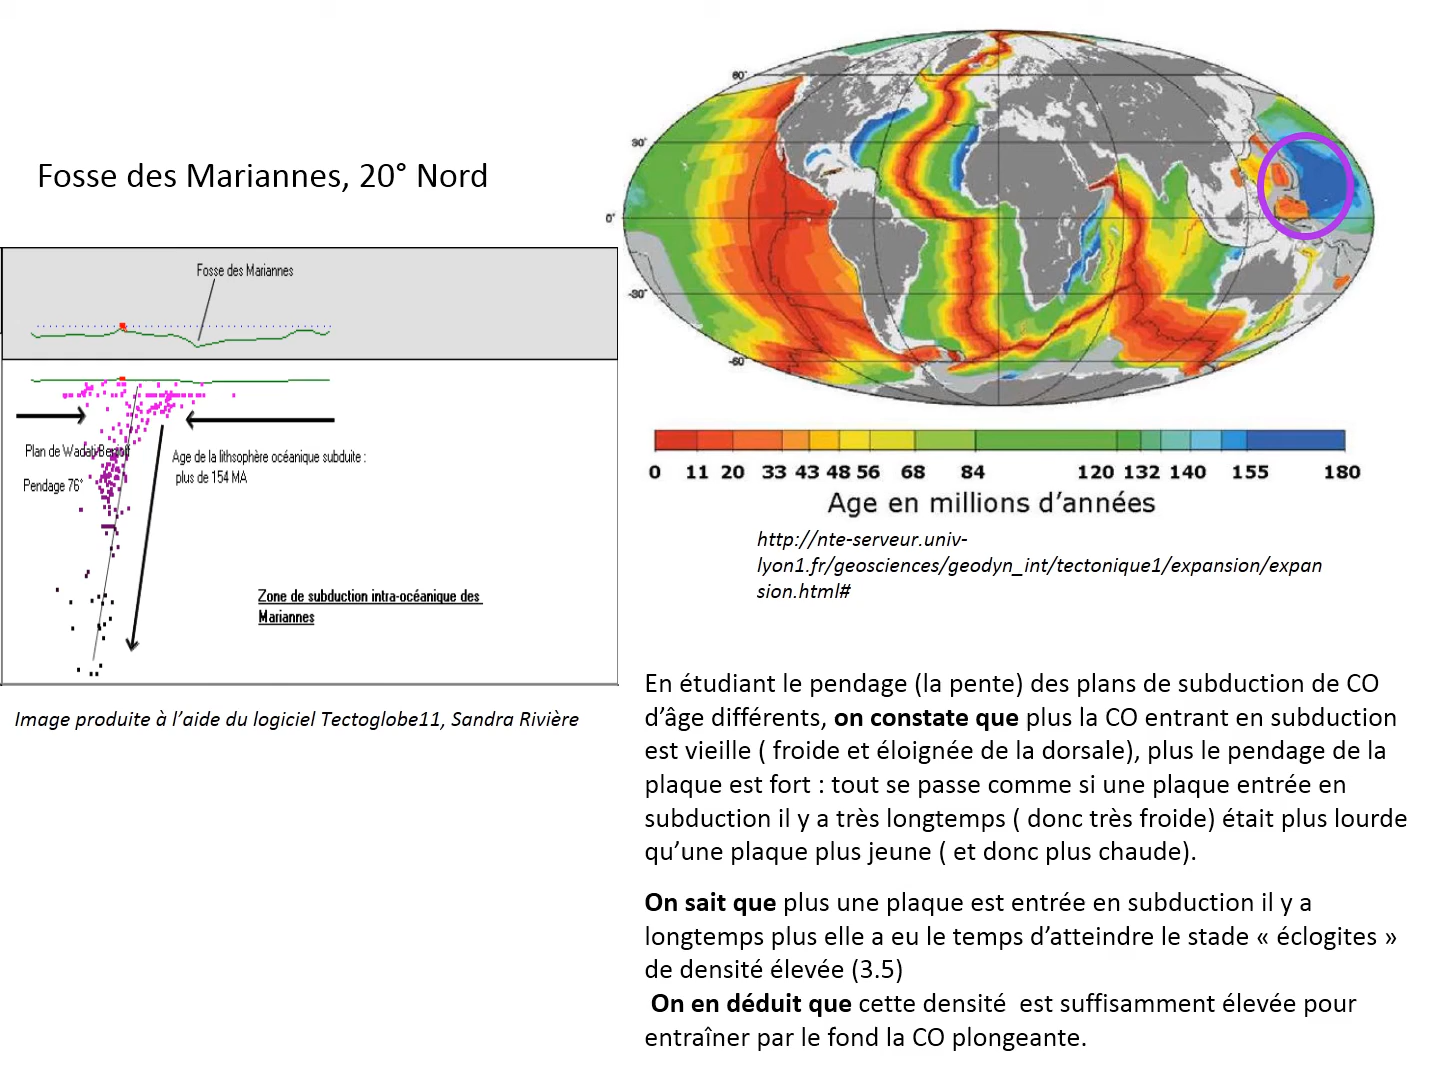 Fosse des Mariannes, 20° Nord
Fosse des Mariannes
Plan de Wadati Benioff
Pendage 76°
Age de la lithsophère océanique subduite :
plus de 154 MA
Zone de subduction intra-océanique des
Mariannes
Image produite à l’aide du logiciel Tectoglobe11, Sandra Rivière
60°
30°
0°
-30°
-60°
0 11 20 33 43 48 56 68 84 120 132 140 155 180
Age en millions d’années
http://nte-serveur.univ-
lyon1.fr/geosciences/geodyn_int/tectonique1/expansion/expan
sion.html#
En étudiant le pendage (la pente) des plans de subduction de CO
d’âge différents, on constate que plus la CO entrant en subduction
est vieille ( froide et éloignée de la dorsale), plus le pendage de la
plaque est fort : tout se passe comme si une plaque entrée en
subduction il y a très longtemps ( donc très froide) était plus lourde
qu’une plaque plus jeune ( et donc plus chaude).
On sait que plus une plaque est entrée en subduction il y a
longtemps plus elle a eu le temps d’atteindre le stade « éclogites »
de densité élevée (3.5)
On en déduit que cette densité est suffisamment élevée pour
entraîner par le fond la CO plongeante.